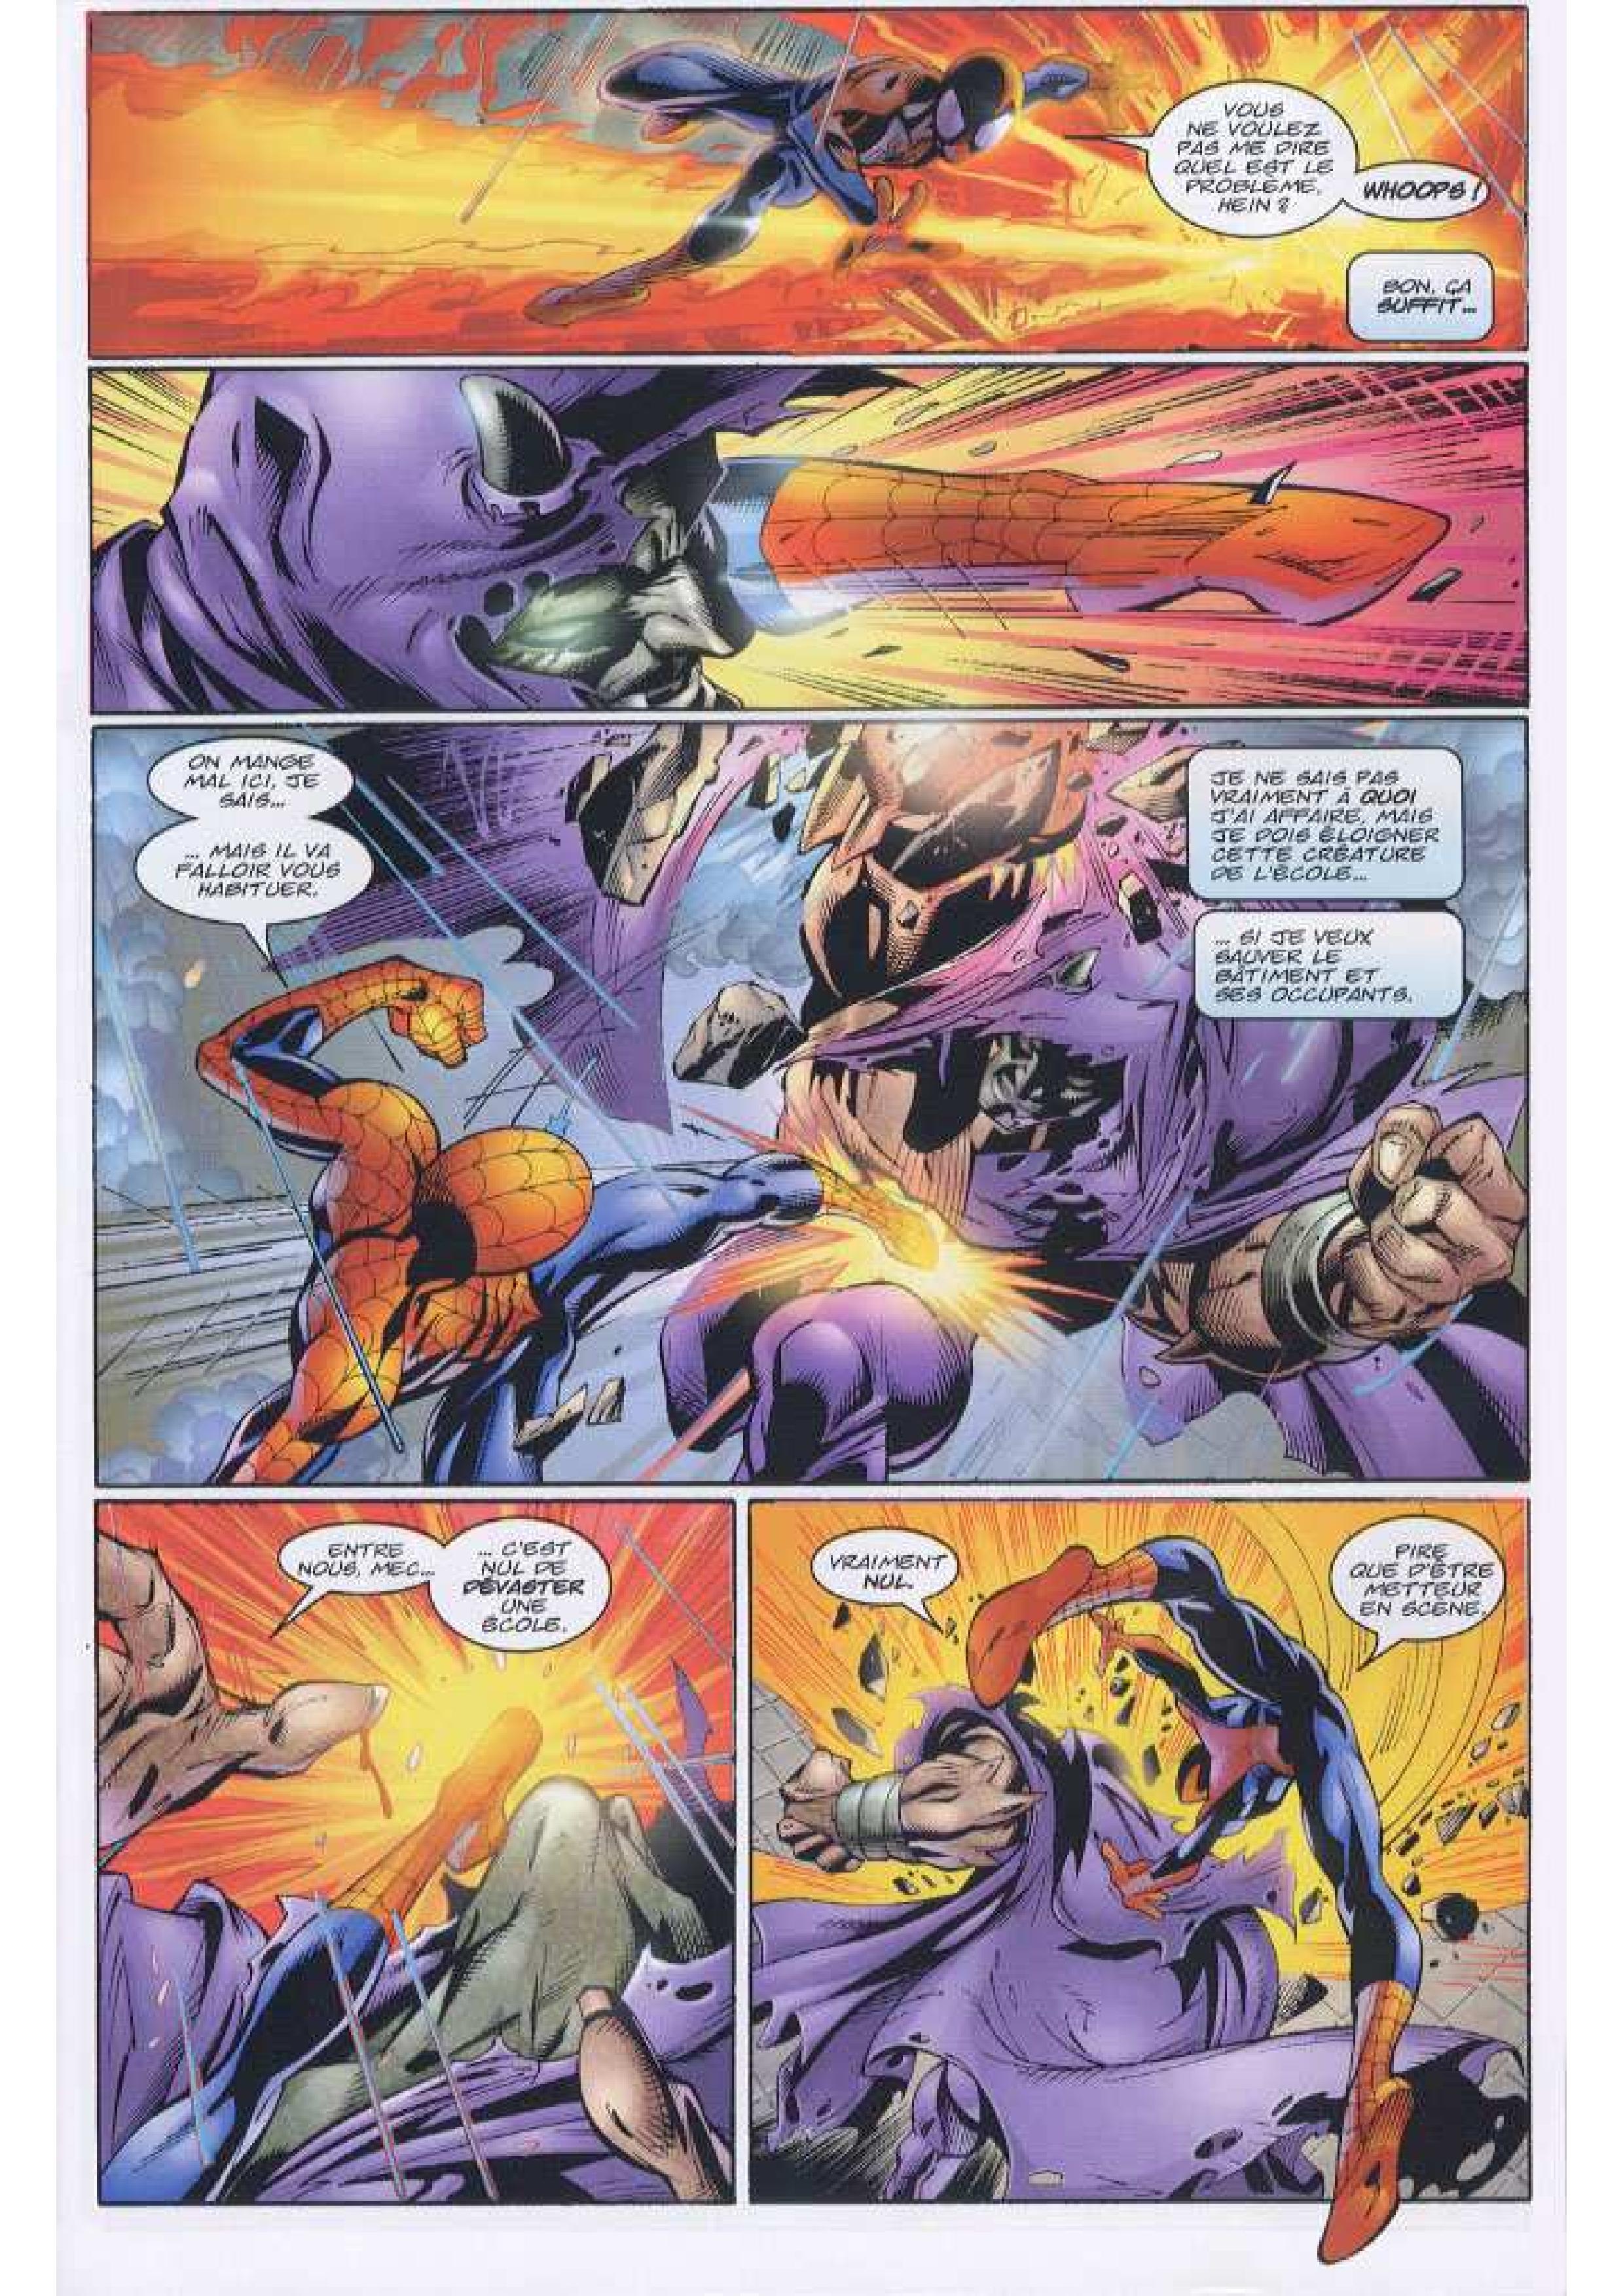 VOUS
NE VOULEZ
PAS ME DIRE
QUEL EST LE
PROBLÈME,
HEIN ?
WHOOPS !
BON, ÇA
SUFFIT...
ON MANGE
MAL ICI, JE
SAIS...
... MAIS IL VA
FALLOIR VOUS
HABITUER.
JE NE SAIS PAS
VRAIMENT À QUOI
J'AI AFFAIRE, MAIS
JE DOIS ÉLOIGNER
CETTE CRÉATURE
DE L'ÉCOLE...
... SI JE VEUX
SAUVER LE
BÂTIMENT ET
SES OCCUPANTS.
ENTRE
NOUS, MEC...
... C'EST
NUL DE
DÉVASTER
UNE
ÉCOLE.
VRAIMENT
NUL.
PIRE
QUE D'ÊTRE
METTEUR
EN SCÈNE.